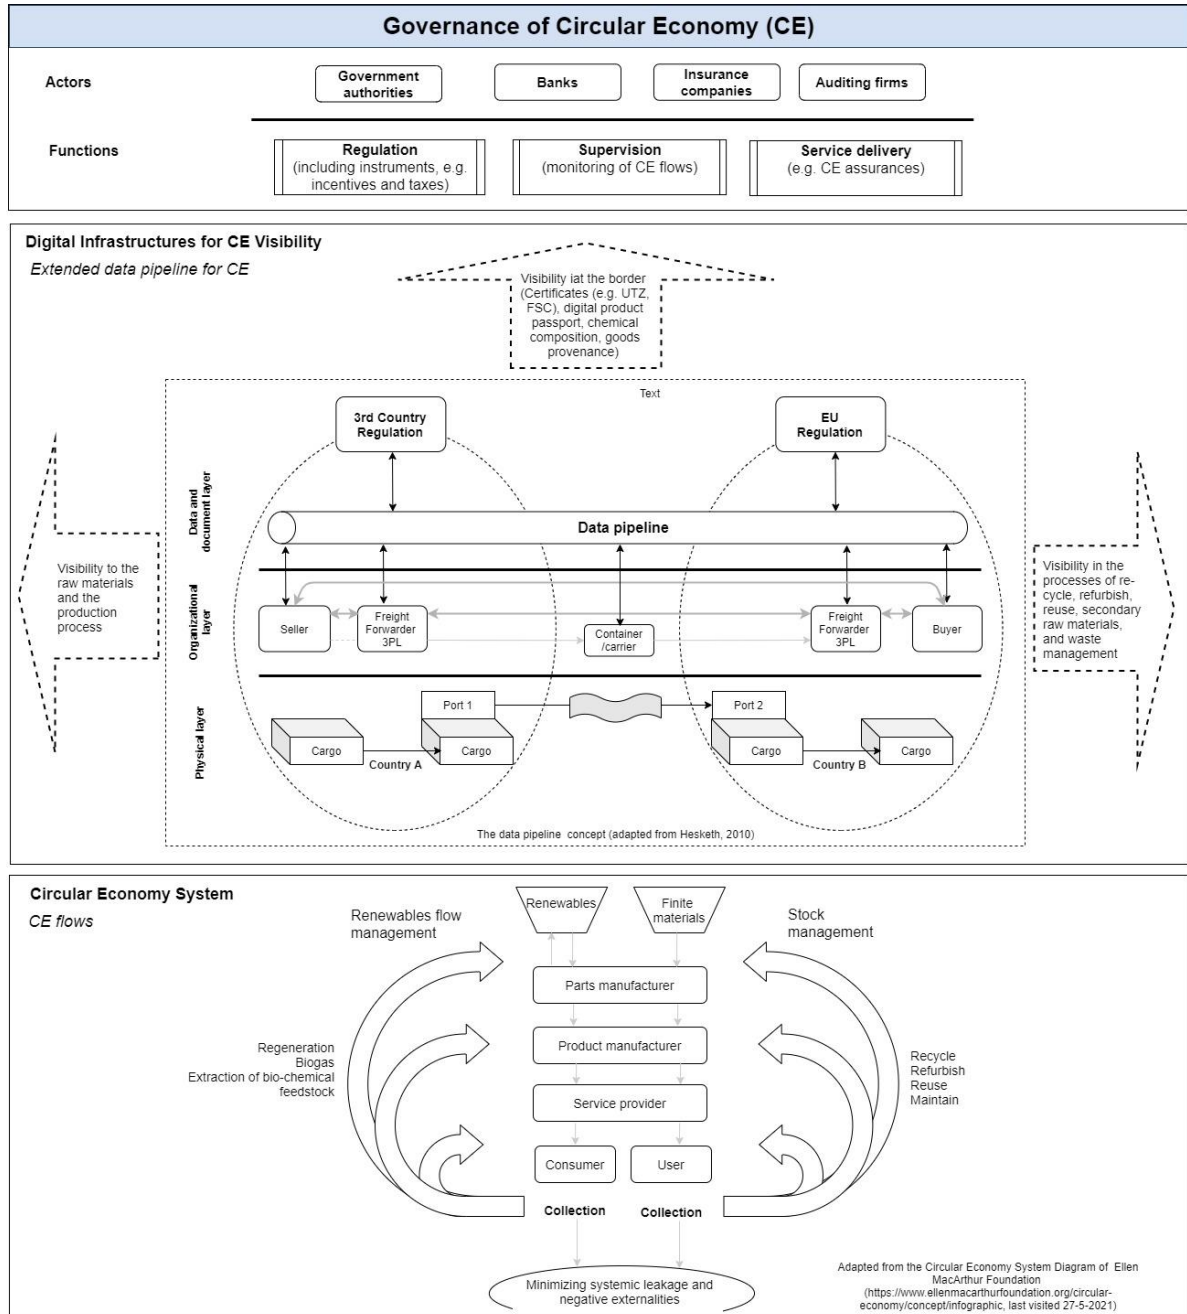 Governance of Circular Economy (CE)
Actors
Government
authorities
Banks
Insurance
companies
Auditing firms
Functions
Regulation
(including instruments, e.g.
incentives and taxes)
Supervision
(monitoring of CE flows)
Service delivery
(e.g. CE assurances)
Digital Infrastructures for CE Visibility
Extended data pipeline for CE
Visibility iat the border
(Certificates (e.g. UTZ,
FSC), digital product
passport, chemical
composition, goods
provenance)
Text
3rd Country
Regulation
EU
Regulation
Data and
document layer
Data pipeline
Visibility to the
raw materials
and the
production
process
Visibility in the
processes of re-
cycle, refurbish,
reuse, secondary
raw materials,
and waste
management
Organizational
layer
Seller
Freight
Forwarder
3PL
Container
/carrier
Freight
Forwarder
3PL
Buyer
Physical layer
Port 1
Port 2
Cargo
Cargo
Cargo
Cargo
Country A
Country B
The data pipeline concept (adapted from Hesketh, 2010)
Circular Economy System
CE flows
Renewables flow
management
Renewables
Finite
materials
Stock
management
Parts manufacturer
Product manufacturer
Regeneration
Biogas
Extraction of bio-chemical
feedstock
Recycle
Refurbish
Reuse
Maintain
Service provider
Consumer
User
Collection
Collection
Minimizing systemic leakage and
negative externalities
Adapted from the Circular Economy System Diagram of Ellen
MacArthur Foundation
(https://www.ellenmacarthurfoundation.org/circular-
economy/concept/infographic, last visited 27-5-2021)